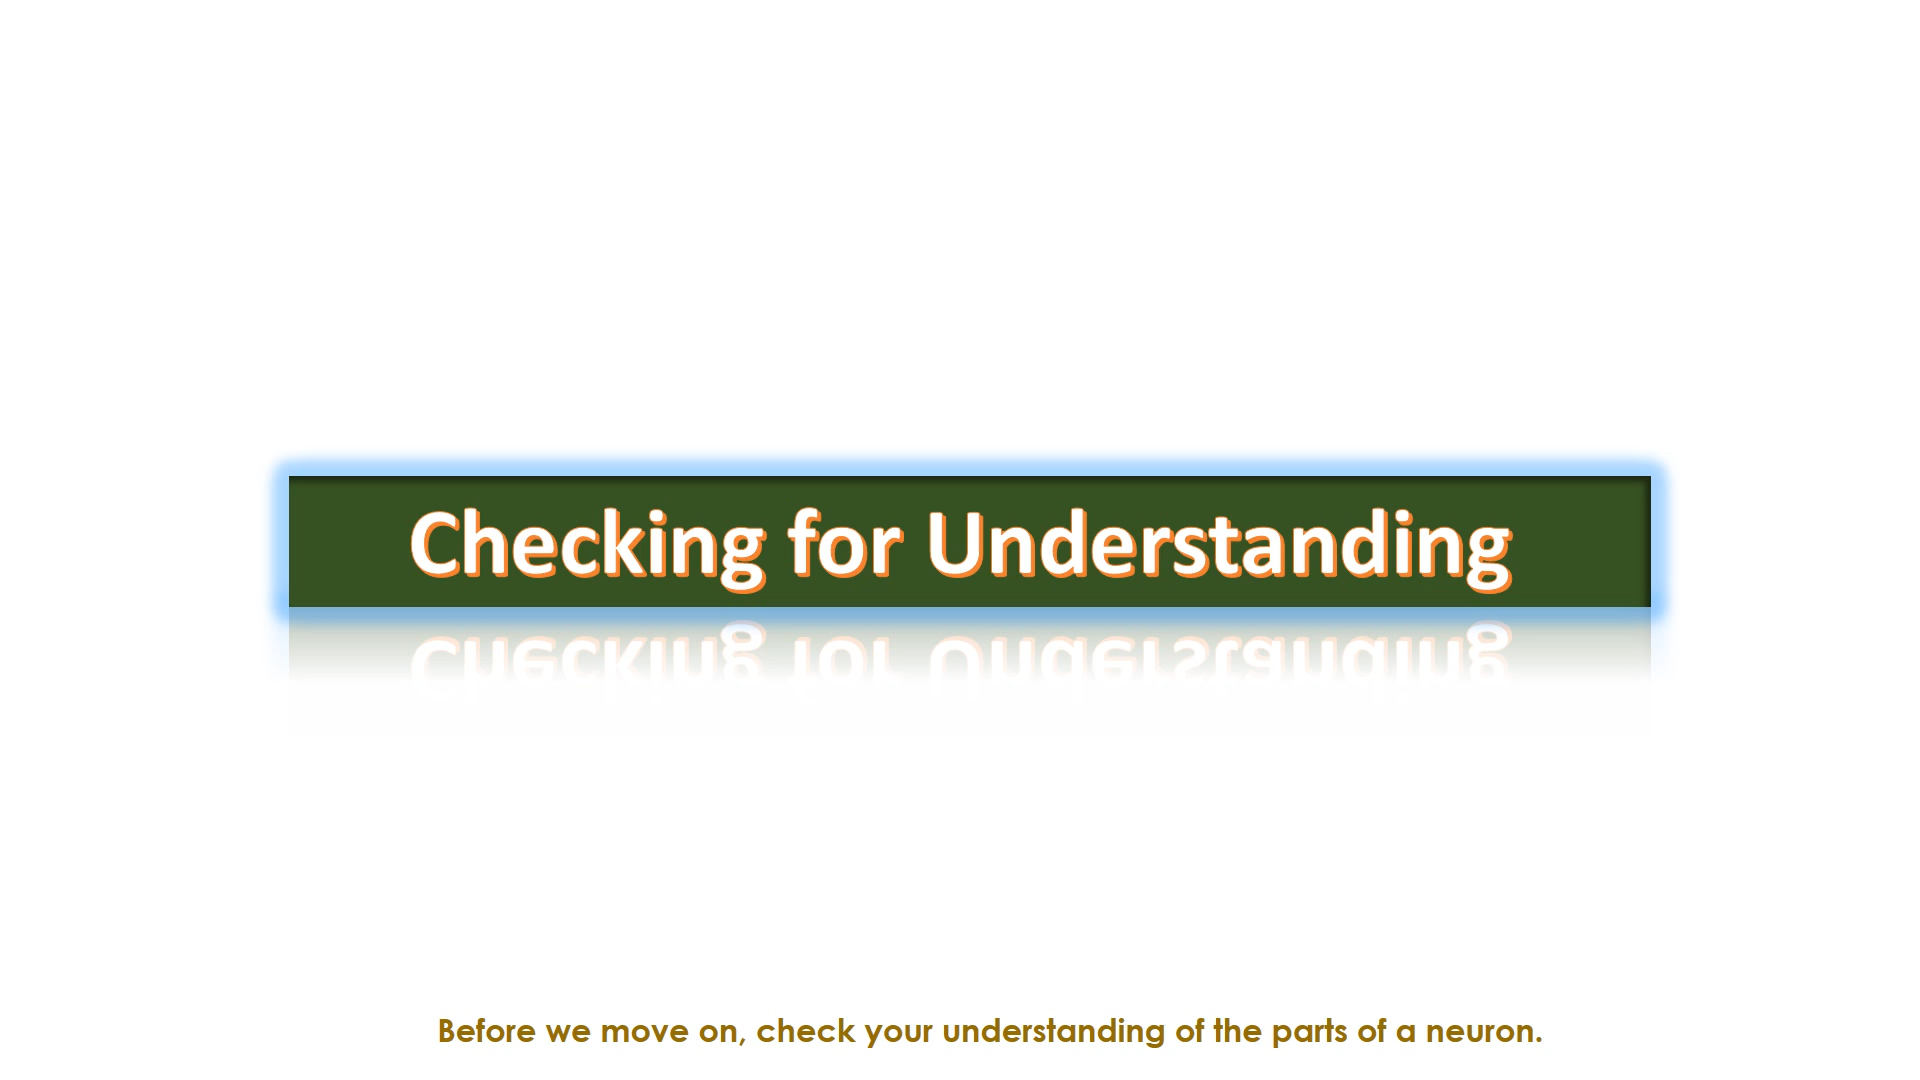 Checking for Understanding
Before we move on, check your understanding of the parts of a neuron.